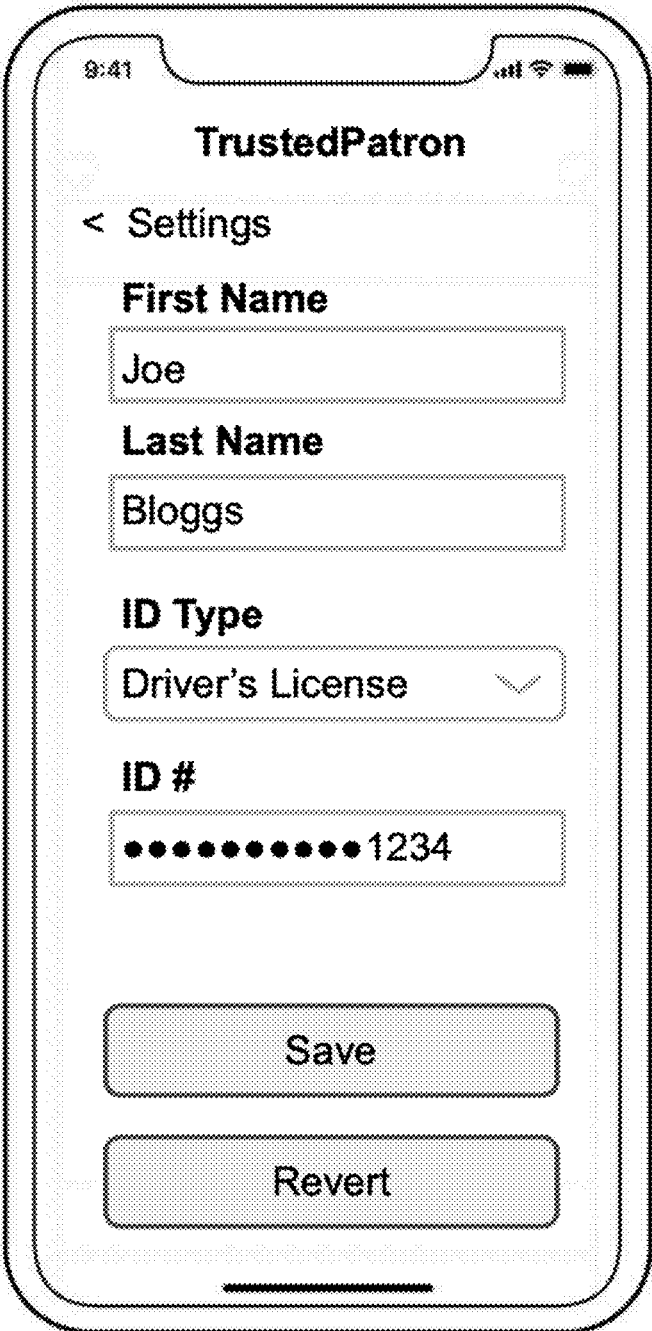 9:41
TrustedPatron
< Settings
First Name
Joe
Last Name
Bloggs
ID Type
Driver's License
ID #
●●●●●●●●●●1234
Save
Revert